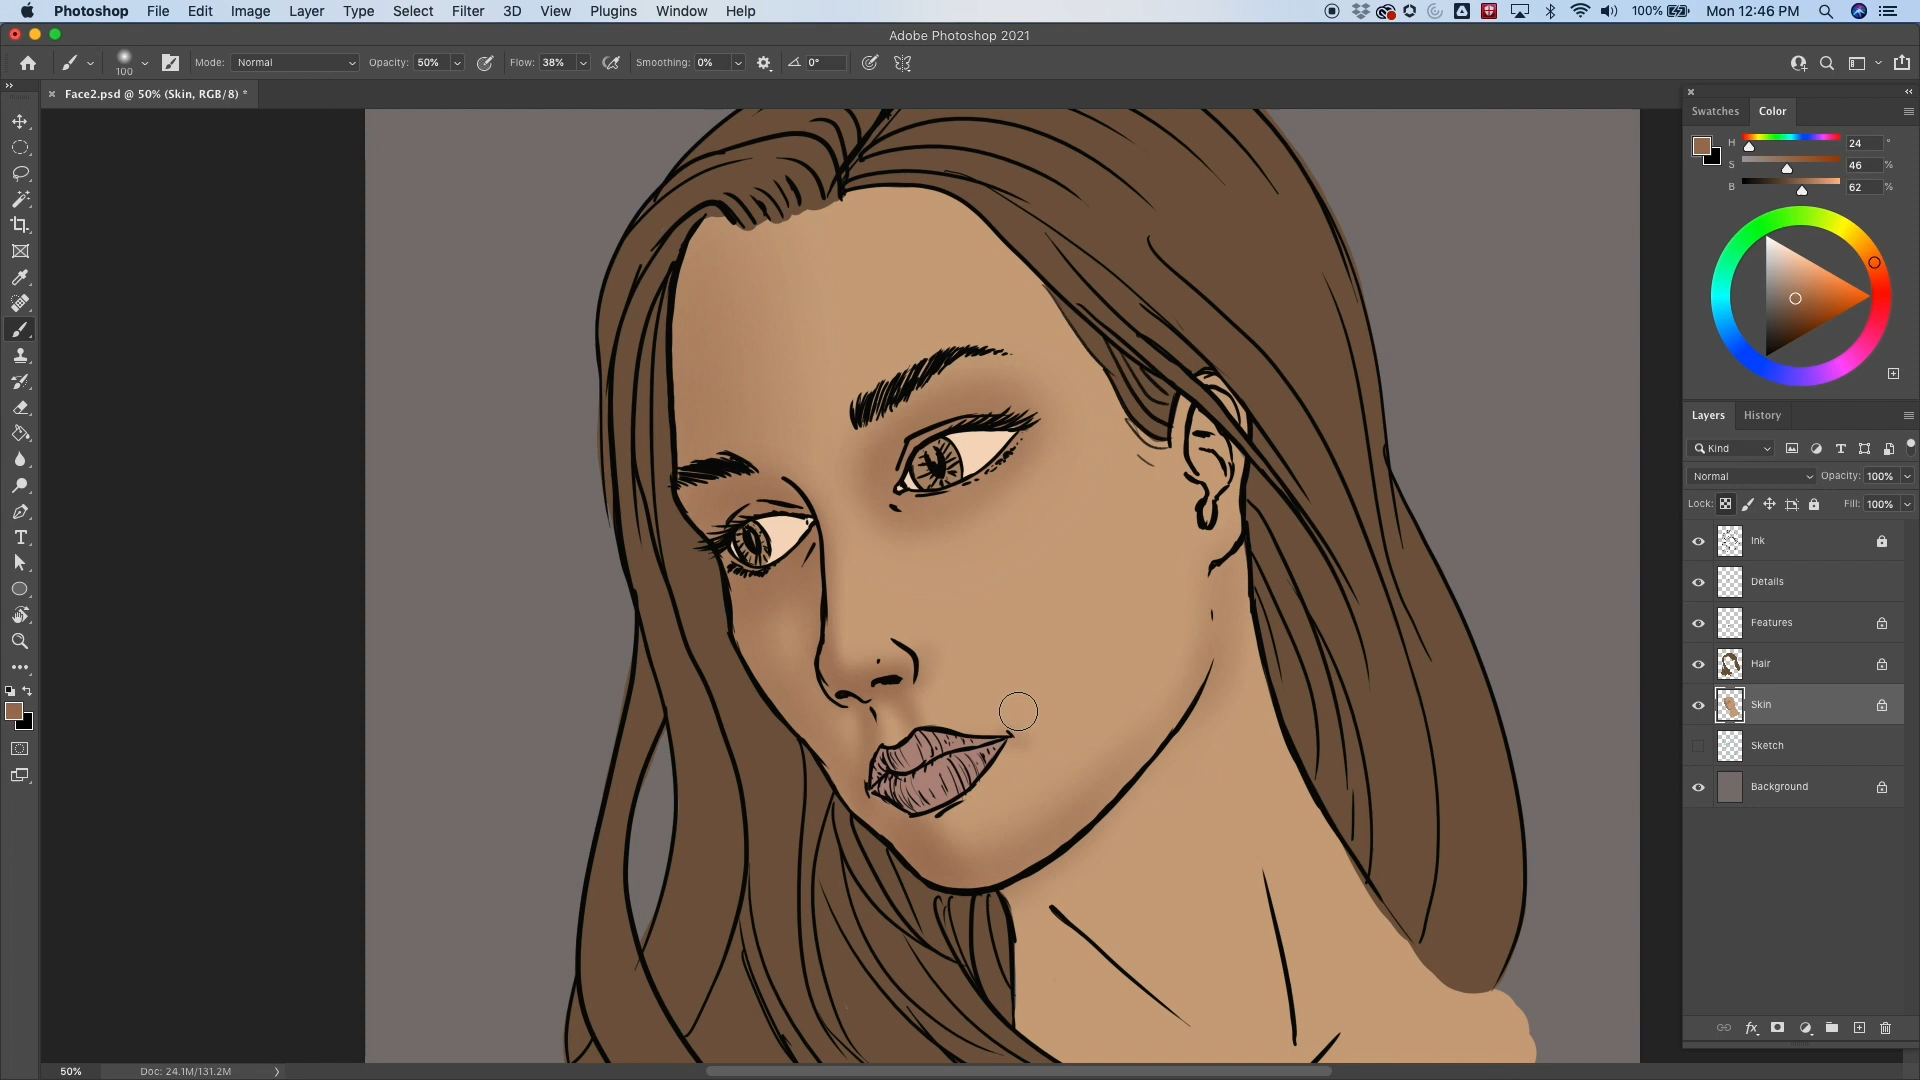 Photoshop File Edit Image Layer Type Select Filter 3D View Plugins Window Help 100% Mon 12:46 PM
Adobe Photoshop 2021
100 Mode: Normal Opacity: 50% Flow: 38% Smoothing: 0% 0°
Face2.psd @ 50% (Skin, RGB/8) *
Swatches Color
H 24 °
S 46 %
B 62 %
Layers History
Kind
Normal Opacity: 100%
Lock: Fill: 100%
Ink
Details
Features
Hair
Skin
Sketch
Background
50% Doc: 24.1M/131.2M